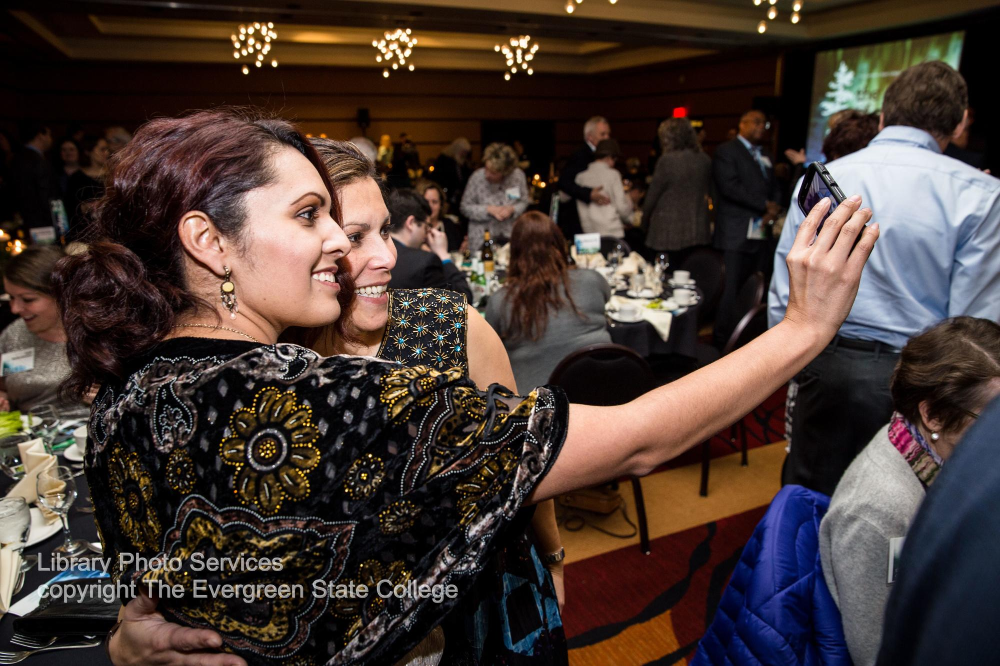 Library Photo Services
copyright The Evergreen State College